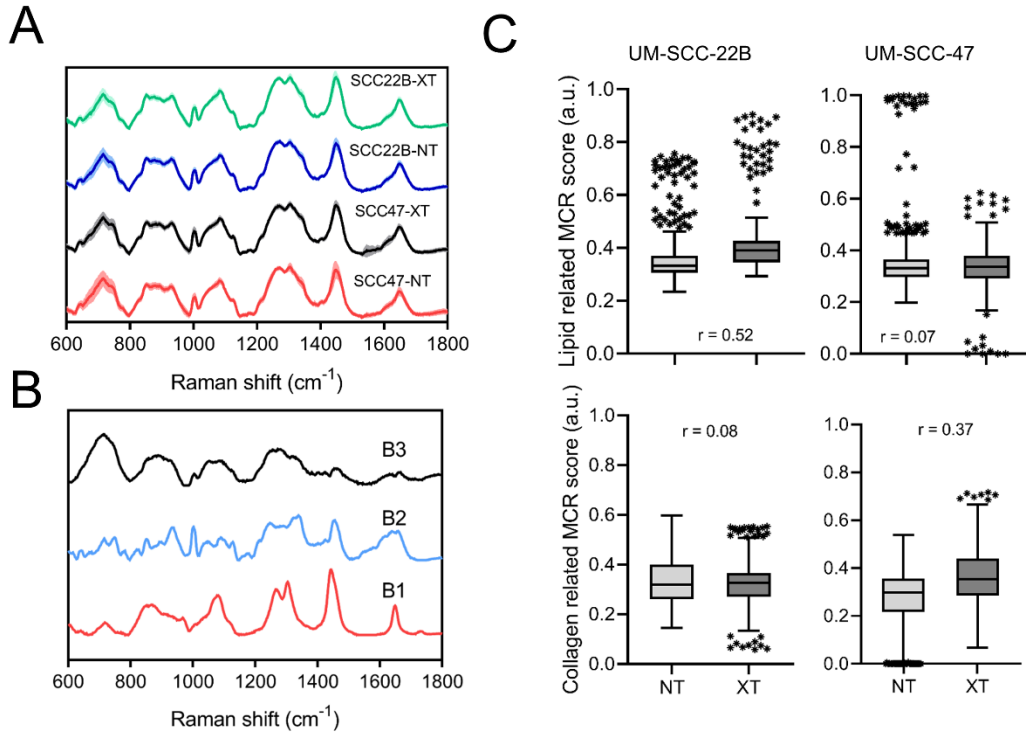 A
SCC22B-XT
SCC22B-NT
SCC47-XT
SCC47-NT
600 800 1000 1200 1400 1600 1800
Raman shift (cm⁻¹)
B
B3
B2
B1
600 800 1000 1200 1400 1600 1800
Raman shift (cm⁻¹)
C
UM-SCC-22B
UM-SCC-47
Lipid related MCR score (a.u.)
1.0
0.8
0.6
0.4
0.2
0.0
r = 0.52
1.0
0.8
0.6
0.4
0.2
0.0
r = 0.07
Collagen related MCR score (a.u.)
1.0
0.8
0.6
0.4
0.2
0.0
r = 0.08
NT XT
1.0
0.8
0.6
0.4
0.2
0.0
r = 0.37
NT XT